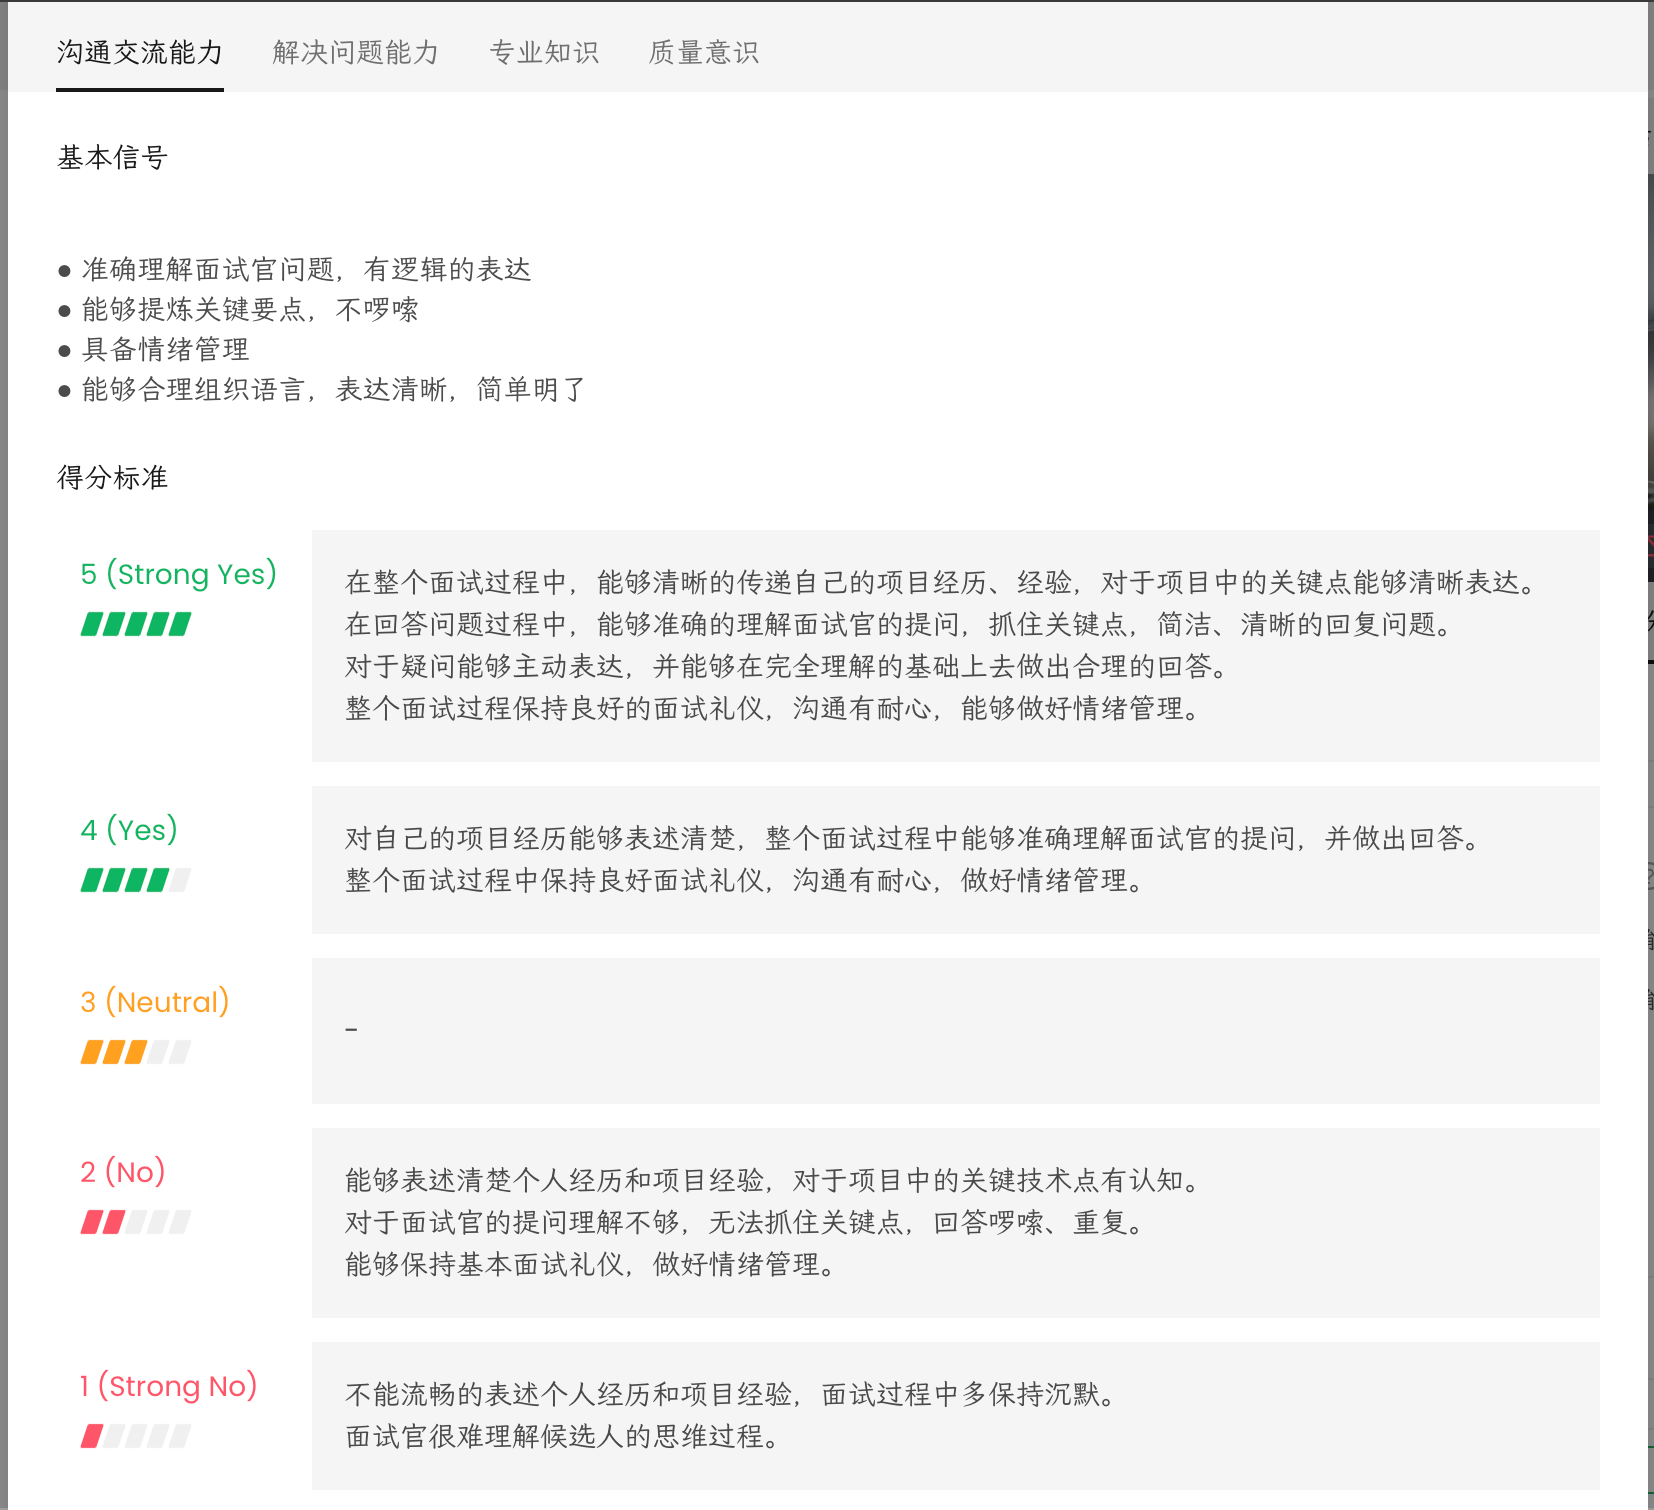 沟通交流能力 解决问题能力 专业知识 质量意识
基本信号
● 准确理解面试官问题，有逻辑的表达
● 能够提炼关键要点，不啰嗦
● 具备情绪管理
● 能够合理组织语言，表达清晰，简单明了
得分标准
5 (Strong Yes)
在整个面试过程中，能够清晰的传递自己的项目经历、经验，对于项目中的关键点能够清晰表达。
在回答问题过程中，能够准确的理解面试官的提问，抓住关键点，简洁、清晰的回复问题。
对于疑问能够主动表达，并能够在完全理解的基础上去做出合理的回答。
整个面试过程保持良好的面试礼仪，沟通有耐心，能够做好情绪管理。
4 (Yes)
对自己的项目经历能够表述清楚，整个面试过程中能够准确理解面试官的提问，并做出回答。
整个面试过程中保持良好面试礼仪，沟通有耐心，做好情绪管理。
3 (Neutral)
-
2 (No)
能够表述清楚个人经历和项目经验，对于项目中的关键技术点有认知。
对于面试官的提问理解不够，无法抓住关键点，回答啰嗦、重复。
能够保持基本面试礼仪，做好情绪管理。
1 (Strong No)
不能流畅的表述个人经历和项目经验，面试过程中多保持沉默。
面试官很难理解候选人的思维过程。